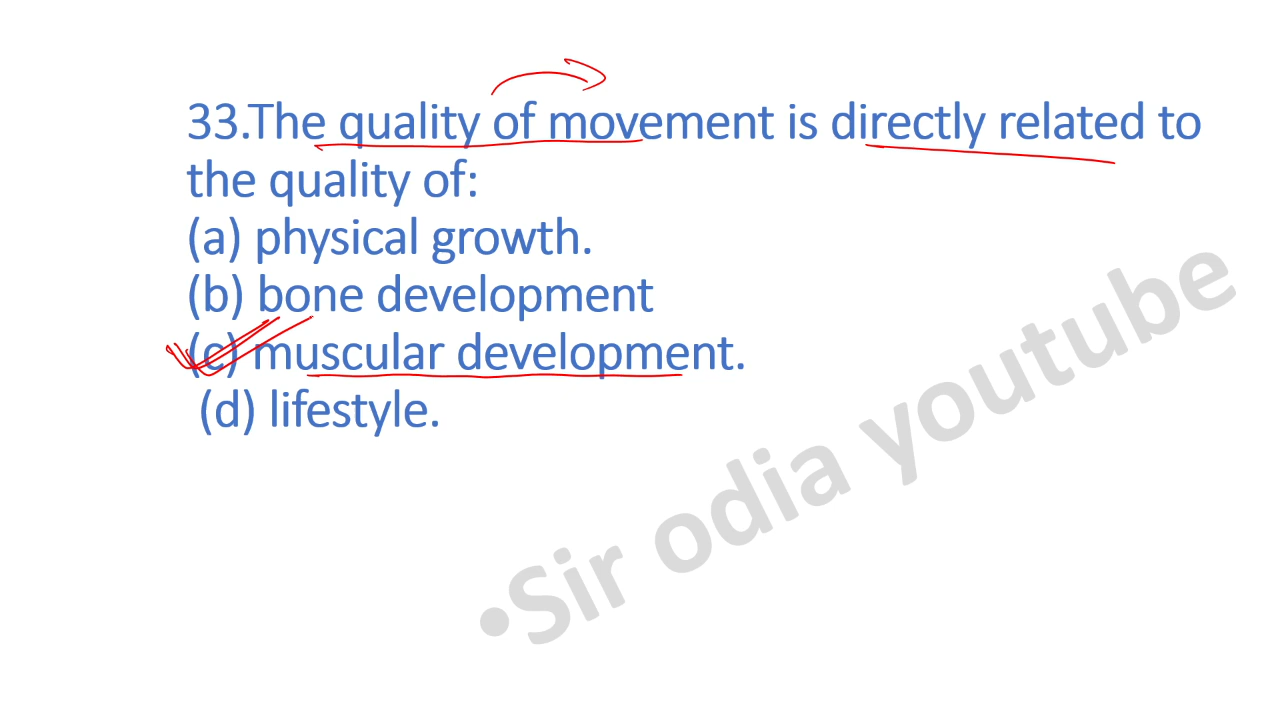 33.The quality of movement is directly related to
the quality of:
(a) physical growth.
(b) bone development
(c) muscular development.
(d) lifestyle.
•Sir odia youtube